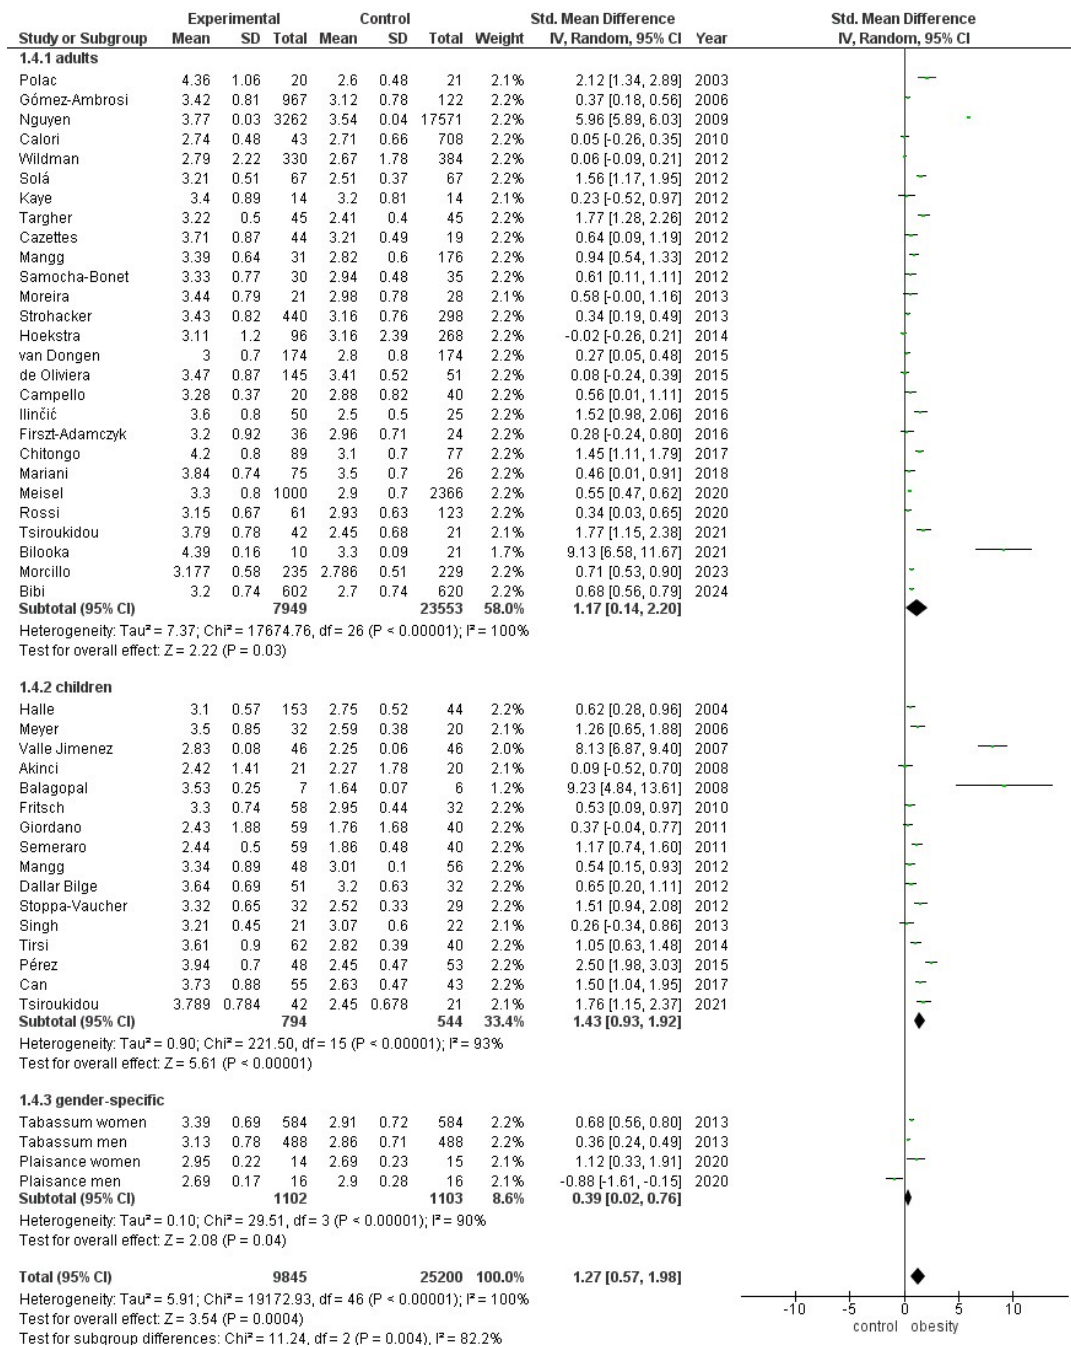 Experimental Control Std. Mean Difference Std. Mean Difference
Study or Subgroup Mean SD Total Mean SD Total Weight IV, Random, 95% CI Year IV, Random, 95% CI
1.4.1 adults
Polac 4.36 1.06 20 2.6 0.48 21 2.1% 2.12 [1.34, 2.89] 2003
Gómez-Ambrosi 3.42 0.81 967 3.12 0.78 122 2.2% 0.37 [0.18, 0.56] 2006
Nguyen 3.77 0.03 3262 3.54 0.04 17571 2.2% 5.96 [5.89, 6.03] 2009
Calori 2.74 0.48 43 2.71 0.66 708 2.2% 0.05 [-0.26, 0.35] 2010
Wildman 2.79 2.22 330 2.67 1.78 384 2.2% 0.06 [-0.09, 0.21] 2012
Solá 3.21 0.51 67 2.51 0.37 67 2.2% 1.56 [1.17, 1.95] 2012
Kaye 3.4 0.89 14 3.2 0.81 14 2.1% 0.23 [-0.52, 0.97] 2012
Targher 3.22 0.5 45 2.41 0.4 45 2.2% 1.77 [1.28, 2.26] 2012
Cazettes 3.71 0.87 44 3.21 0.49 19 2.2% 0.64 [0.09, 1.19] 2012
Mangg 3.39 0.64 31 2.82 0.6 176 2.2% 0.94 [0.54, 1.33] 2012
Samocha-Bonet 3.33 0.77 30 2.94 0.48 35 2.2% 0.61 [0.11, 1.11] 2012
Moreira 3.44 0.79 21 2.98 0.78 28 2.1% 0.58 [-0.00, 1.16] 2013
Strohacker 3.43 0.82 440 3.16 0.76 298 2.2% 0.34 [0.19, 0.49] 2013
Hoekstra 3.11 1.2 96 3.16 2.39 268 2.2% -0.02 [-0.26, 0.21] 2014
van Dongen 3 0.7 174 2.8 0.8 174 2.2% 0.27 [0.05, 0.48] 2015
de Oliviera 3.47 0.87 145 3.41 0.52 51 2.2% 0.08 [-0.24, 0.39] 2015
Campello 3.28 0.37 20 2.88 0.82 40 2.2% 0.56 [0.01, 1.11] 2015
Ilinčić 3.6 0.8 50 2.5 0.5 25 2.2% 1.52 [0.98, 2.06] 2016
Firszt-Adamczyk 3.2 0.92 36 2.96 0.71 24 2.2% 0.28 [-0.24, 0.80] 2016
Chitongo 4.2 0.8 89 3.1 0.7 77 2.2% 1.45 [1.11, 1.79] 2017
Mariani 3.84 0.74 75 3.5 0.7 26 2.2% 0.46 [0.01, 0.91] 2018
Meisel 3.3 0.8 1000 2.9 0.7 2366 2.2% 0.55 [0.47, 0.62] 2020
Rossi 3.15 0.67 61 2.93 0.63 123 2.2% 0.34 [0.03, 0.65] 2020
Tsiroukidou 3.79 0.78 42 2.45 0.68 21 2.1% 1.77 [1.15, 2.38] 2021
Bilooka 4.39 0.16 10 3.3 0.09 21 1.7% 9.13 [6.58, 11.67] 2021
Morcillo 3.177 0.58 235 2.786 0.51 229 2.2% 0.71 [0.53, 0.90] 2023
Bibi 3.2 0.74 602 2.7 0.74 620 2.2% 0.68 [0.56, 0.79] 2024
Subtotal (95% CI) 7949 23553 58.0% 1.17 [0.14, 2.20]
Heterogeneity: Tau² = 7.37; Chi² = 17674.76, df = 26 (P < 0.00001); I² = 100%
Test for overall effect: Z = 2.22 (P = 0.03)
1.4.2 children
Halle 3.1 0.57 153 2.75 0.52 44 2.2% 0.62 [0.28, 0.96] 2004
Meyer 3.5 0.85 32 2.59 0.38 20 2.1% 1.26 [0.65, 1.88] 2006
Valle Jimenez 2.83 0.08 46 2.25 0.06 46 2.0% 8.13 [6.87, 9.40] 2007
Akinci 2.42 1.41 21 2.27 1.78 20 2.1% 0.09 [-0.52, 0.70] 2008
Balagopal 3.53 0.25 7 1.64 0.07 6 1.2% 9.23 [4.84, 13.61] 2008
Fritsch 3.3 0.74 58 2.95 0.44 32 2.2% 0.53 [0.09, 0.97] 2010
Giordano 2.43 1.88 59 1.76 1.68 40 2.2% 0.37 [-0.04, 0.77] 2011
Semeraro 2.44 0.5 59 1.86 0.48 40 2.2% 1.17 [0.74, 1.60] 2011
Mangg 3.34 0.89 48 3.01 0.1 56 2.2% 0.54 [0.15, 0.93] 2012
Dallar Bilge 3.64 0.69 51 3.2 0.63 32 2.2% 0.65 [0.20, 1.11] 2012
Stoppa-Vaucher 3.32 0.65 32 2.52 0.33 29 2.2% 1.51 [0.94, 2.08] 2012
Singh 3.21 0.45 21 3.07 0.6 22 2.1% 0.26 [-0.34, 0.86] 2013
Tirsi 3.61 0.9 62 2.82 0.39 40 2.2% 1.05 [0.63, 1.48] 2014
Pérez 3.94 0.7 48 2.45 0.47 53 2.2% 2.50 [1.98, 3.03] 2015
Can 3.73 0.88 55 2.63 0.47 43 2.2% 1.50 [1.04, 1.95] 2017
Tsiroukidou 3.789 0.784 42 2.45 0.678 21 2.1% 1.76 [1.15, 2.37] 2021
Subtotal (95% CI) 794 544 33.4% 1.43 [0.93, 1.92]
Heterogeneity: Tau² = 0.90; Chi² = 221.50, df = 15 (P < 0.00001); I² = 93%
Test for overall effect: Z = 5.61 (P < 0.00001)
1.4.3 gender-specific
Tabassum women 3.39 0.69 584 2.91 0.72 584 2.2% 0.68 [0.56, 0.80] 2013
Tabassum men 3.13 0.78 488 2.86 0.71 488 2.2% 0.36 [0.24, 0.49] 2013
Plaisance women 2.95 0.22 14 2.69 0.23 15 2.1% 1.12 [0.33, 1.91] 2020
Plaisance men 2.69 0.17 16 2.9 0.28 16 2.1% -0.88 [-1.61, -0.15] 2020
Subtotal (95% CI) 1102 1103 8.6% 0.39 [0.02, 0.76]
Heterogeneity: Tau² = 0.10; Chi² = 29.51, df = 3 (P < 0.00001); I² = 90%
Test for overall effect: Z = 2.08 (P = 0.04)
Total (95% CI) 9845 25200 100.0% 1.27 [0.57, 1.98]
Heterogeneity: Tau² = 5.91; Chi² = 19172.93, df = 46 (P < 0.00001); I² = 100%
Test for overall effect: Z = 3.54 (P = 0.0004)
Test for subgroup differences: Chi² = 11.24, df = 2 (P = 0.004), I² = 82.2%
-10 -5 0 5 10
control obesity